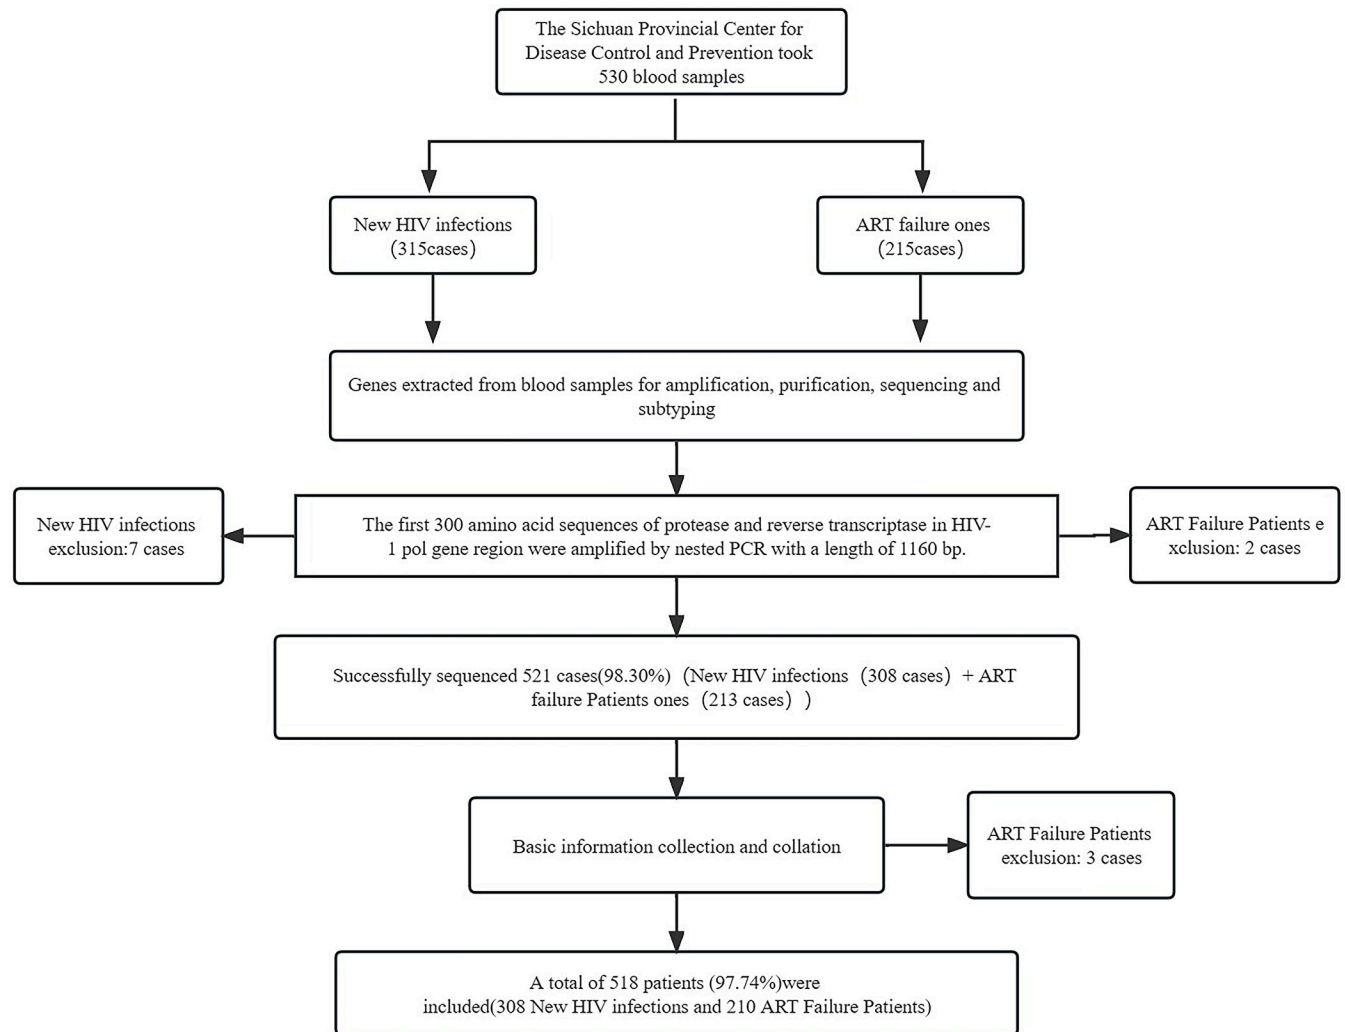 The Sichuan Provincial Center for
Disease Control and Prevention took
530 blood samples
New HIV infections
（315cases）
ART failure ones
（215cases）
Genes extracted from blood samples for amplification, purification, sequencing and
subtyping
New HIV infections
exclusion:7 cases
The first 300 amino acid sequences of protease and reverse transcriptase in HIV-
1 pol gene region were amplified by nested PCR with a length of 1160 bp.
ART Failure Patients e
xclusion: 2 cases
Successfully sequenced 521 cases(98.30%)（New HIV infections（308 cases）+ ART
failure Patients ones（213 cases））
Basic information collection and collation
ART Failure Patients
exclusion: 3 cases
A total of 518 patients (97.74%)were
included(308 New HIV infections and 210 ART Failure Patients)